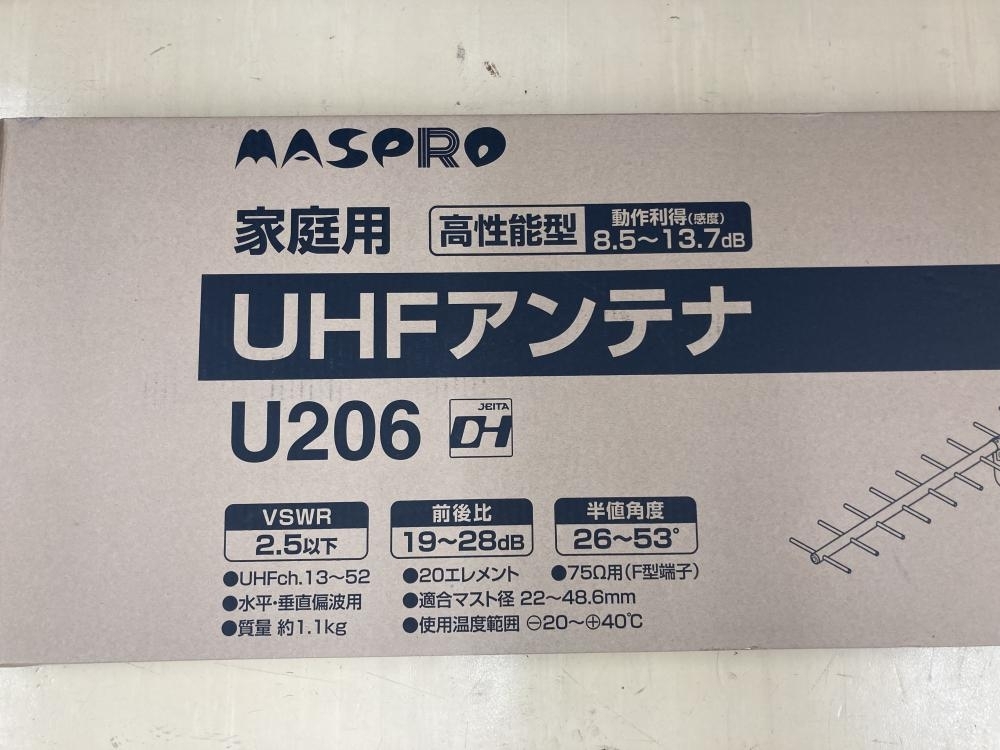 MASPRO
家庭用 高性能型 動作利得(感度) 8.5～13.7dB
UHFアンテナ
U206 JEITA DH
VSWR 2.5以下
前後比 19～28dB
半値角度 26～53°
●UHFch.13～52 ●20エレメント ●75Ω用(F型端子)
●水平・垂直偏波用 ●適合マスト径 22～48.6mm
●質量 約1.1kg ●使用温度範囲 ⊖20～⊕40℃